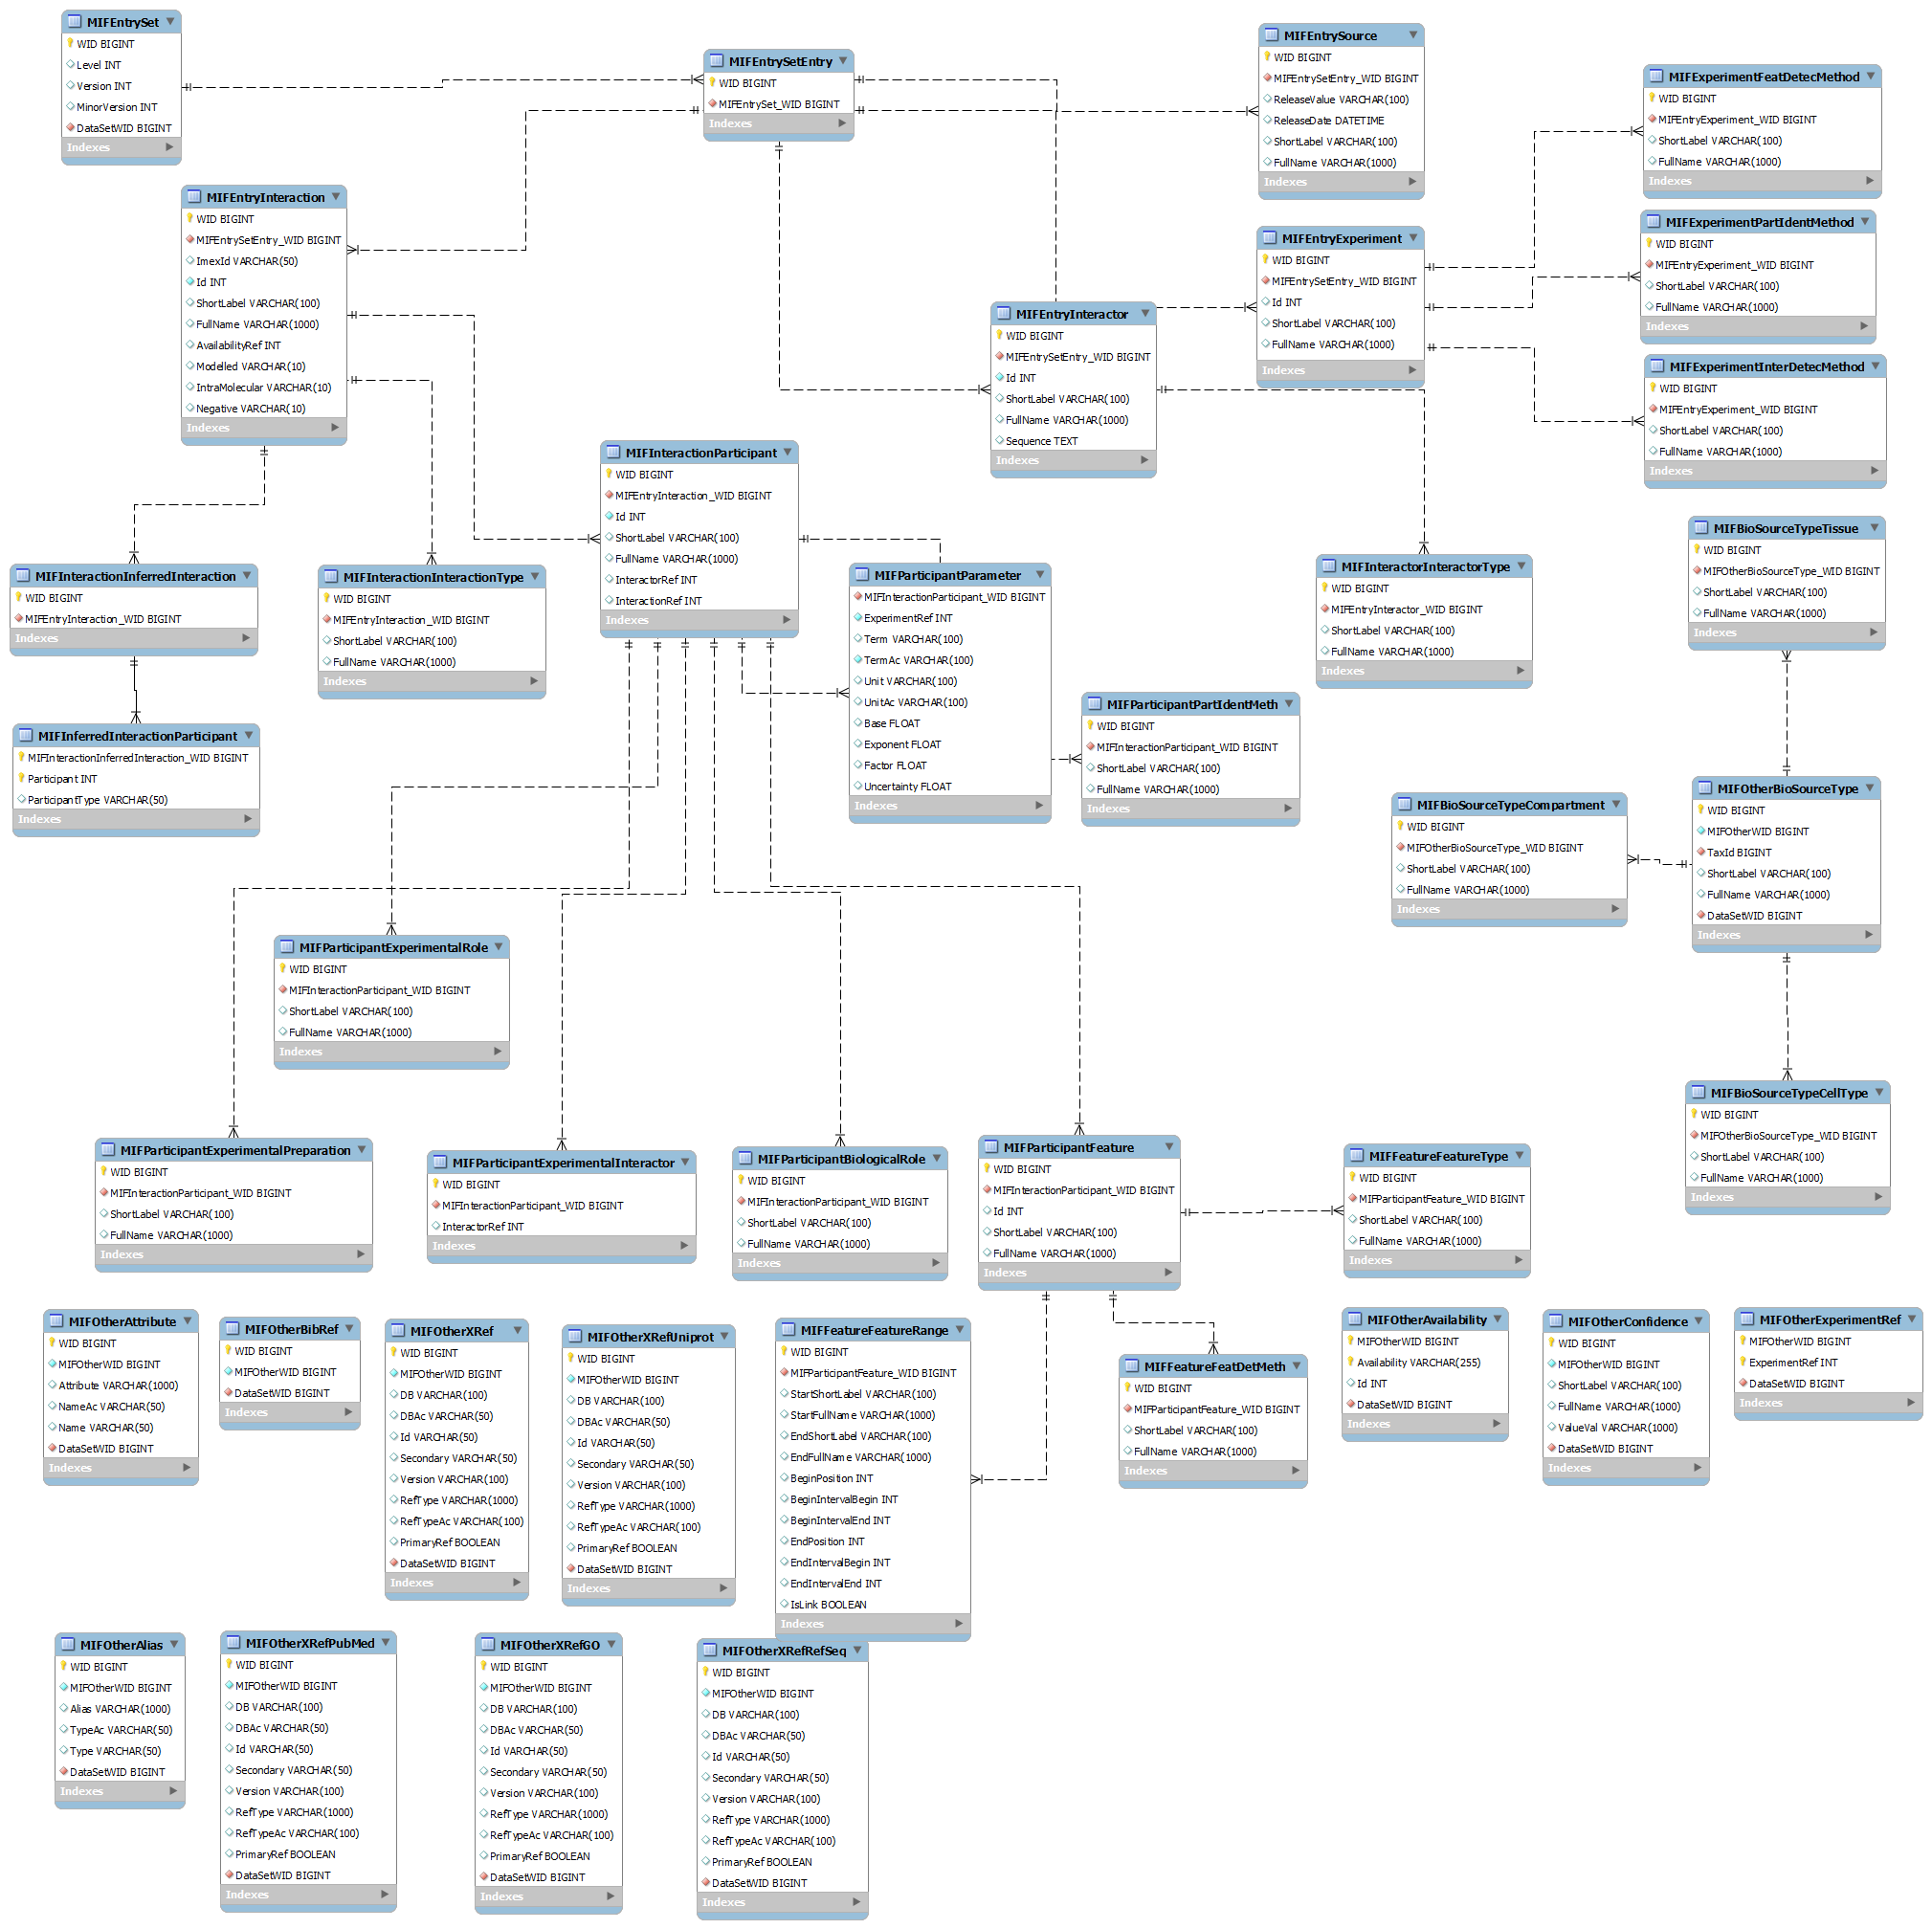 MIFEntrySet
WID BIGINT
Level INT
Version INT
MinorVersion INT
DataSetWID BIGINT
Indexes
MIFEntrySetEntry
WID BIGINT
MIFEntrySet_WID BIGINT
Indexes
MIFEntrySource
WID BIGINT
MIFEntrySetEntry_WID BIGINT
ReleaseValue VARCHAR(100)
ReleaseDate DATETIME
ShortLabel VARCHAR(100)
FullName VARCHAR(1000)
Indexes
MIFExperimentFeatDetecMethod
WID BIGINT
MIFEntryExperiment_WID BIGINT
ShortLabel VARCHAR(100)
FullName VARCHAR(1000)
Indexes
MIFEntryInteraction
WID BIGINT
MIFEntrySetEntry_WID BIGINT
ImexId VARCHAR(50)
Id INT
ShortLabel VARCHAR(100)
FullName VARCHAR(1000)
AvailabilityRef INT
Modelled VARCHAR(10)
IntraMolecular VARCHAR(10)
Negative VARCHAR(10)
Indexes
MIFEntryExperiment
WID BIGINT
MIFEntrySetEntry_WID BIGINT
Id INT
ShortLabel VARCHAR(100)
FullName VARCHAR(1000)
Indexes
MIFExperimentPartIdentMethod
WID BIGINT
MIFEntryExperiment_WID BIGINT
ShortLabel VARCHAR(100)
FullName VARCHAR(1000)
Indexes
MIFEntryInteractor
WID BIGINT
MIFEntrySetEntry_WID BIGINT
Id INT
ShortLabel VARCHAR(100)
FullName VARCHAR(1000)
Sequence TEXT
Indexes
MIFExperimentInterDetecMethod
WID BIGINT
MIFEntryExperiment_WID BIGINT
ShortLabel VARCHAR(100)
FullName VARCHAR(1000)
Indexes
MIFInteractionParticipant
WID BIGINT
MIFEntryInteraction_WID BIGINT
Id INT
ShortLabel VARCHAR(100)
FullName VARCHAR(1000)
InteractorRef INT
InteractionRef INT
Indexes
MIFInteractionInferredInteraction
WID BIGINT
MIFEntryInteraction_WID BIGINT
Indexes
MIFInteractionInteractionType
WID BIGINT
MIFEntryInteraction_WID BIGINT
ShortLabel VARCHAR(100)
FullName VARCHAR(1000)
Indexes
MIFParticipantParameter
MIFInteractionParticipant_WID BIGINT
ExperimentRef INT
Term VARCHAR(100)
TermAc VARCHAR(100)
Unit VARCHAR(100)
UnitAc VARCHAR(100)
Base FLOAT
Exponent FLOAT
Factor FLOAT
Uncertainty FLOAT
Indexes
MIFInteractorInteractorType
WID BIGINT
MIFEntryInteractor_WID BIGINT
ShortLabel VARCHAR(100)
FullName VARCHAR(1000)
Indexes
MIFBioSourceTypeTissue
WID BIGINT
MIFOtherBioSourceType_WID BIGINT
ShortLabel VARCHAR(100)
FullName VARCHAR(1000)
Indexes
MIFInferredInteractionParticipant
MIFInteractionInferredInteraction_WID BIGINT
Participant INT
ParticipantType VARCHAR(50)
Indexes
MIFParticipantPartIdentMeth
WID BIGINT
MIFInteractionParticipant_WID BIGINT
ShortLabel VARCHAR(100)
FullName VARCHAR(1000)
Indexes
MIFBioSourceTypeCompartment
WID BIGINT
MIFOtherBioSourceType_WID BIGINT
ShortLabel VARCHAR(100)
FullName VARCHAR(1000)
Indexes
MIFOtherBioSourceType
WID BIGINT
MIFOtherWID BIGINT
TaxId BIGINT
ShortLabel VARCHAR(100)
FullName VARCHAR(1000)
DataSetWID BIGINT
Indexes
MIFParticipantExperimentalRole
WID BIGINT
MIFInteractionParticipant_WID BIGINT
ShortLabel VARCHAR(100)
FullName VARCHAR(1000)
Indexes
MIFBioSourceTypeCellType
WID BIGINT
MIFOtherBioSourceType_WID BIGINT
ShortLabel VARCHAR(100)
FullName VARCHAR(1000)
Indexes
MIFParticipantExperimentalPreparation
WID BIGINT
MIFInteractionParticipant_WID BIGINT
ShortLabel VARCHAR(100)
FullName VARCHAR(1000)
Indexes
MIFParticipantExperimentalInteractor
WID BIGINT
MIFInteractionParticipant_WID BIGINT
InteractorRef INT
Indexes
MIFParticipantBiologicalRole
WID BIGINT
MIFInteractionParticipant_WID BIGINT
ShortLabel VARCHAR(100)
FullName VARCHAR(1000)
Indexes
MIFParticipantFeature
WID BIGINT
MIFInteractionParticipant_WID BIGINT
Id INT
ShortLabel VARCHAR(100)
FullName VARCHAR(1000)
Indexes
MIFFeatureFeatureType
WID BIGINT
MIFParticipantFeature_WID BIGINT
ShortLabel VARCHAR(100)
FullName VARCHAR(1000)
Indexes
MIFOtherAttribute
WID BIGINT
MIFOtherWID BIGINT
Attribute VARCHAR(1000)
NameAc VARCHAR(50)
Name VARCHAR(50)
DataSetWID BIGINT
Indexes
MIFOtherBibRef
WID BIGINT
MIFOtherWID BIGINT
DataSetWID BIGINT
Indexes
MIFOtherXRef
WID BIGINT
MIFOtherWID BIGINT
DB VARCHAR(100)
DBAc VARCHAR(50)
Id VARCHAR(50)
Secondary VARCHAR(50)
Version VARCHAR(100)
RefType VARCHAR(1000)
RefTypeAc VARCHAR(100)
PrimaryRef BOOLEAN
DataSetWID BIGINT
Indexes
MIFOtherXRefUniprot
WID BIGINT
MIFOtherWID BIGINT
DB VARCHAR(100)
DBAc VARCHAR(50)
Id VARCHAR(50)
Secondary VARCHAR(50)
Version VARCHAR(100)
RefType VARCHAR(1000)
RefTypeAc VARCHAR(100)
PrimaryRef BOOLEAN
DataSetWID BIGINT
Indexes
MIFFeatureFeatureRange
WID BIGINT
MIFParticipantFeature_WID BIGINT
StartShortLabel VARCHAR(100)
StartFullName VARCHAR(1000)
EndShortLabel VARCHAR(100)
EndFullName VARCHAR(1000)
BeginPosition INT
BeginIntervalBegin INT
BeginIntervalEnd INT
EndPosition INT
EndIntervalBegin INT
EndIntervalEnd INT
IsLink BOOLEAN
Indexes
MIFFeatureFeatDetMeth
WID BIGINT
MIFParticipantFeature_WID BIGINT
ShortLabel VARCHAR(100)
FullName VARCHAR(1000)
Indexes
MIFOtherAvailability
MIFOtherWID BIGINT
Availability VARCHAR(255)
Id INT
DataSetWID BIGINT
Indexes
MIFOtherConfidence
WID BIGINT
MIFOtherWID BIGINT
ShortLabel VARCHAR(100)
FullName VARCHAR(1000)
ValueVal VARCHAR(1000)
DataSetWID BIGINT
Indexes
MIFOtherExperimentRef
MIFOtherWID BIGINT
ExperimentRef INT
DataSetWID BIGINT
Indexes
MIFOtherAlias
WID BIGINT
MIFOtherWID BIGINT
Alias VARCHAR(1000)
TypeAc VARCHAR(50)
Type VARCHAR(50)
DataSetWID BIGINT
Indexes
MIFOtherXRefPubMed
WID BIGINT
MIFOtherWID BIGINT
DB VARCHAR(100)
DBAc VARCHAR(50)
Id VARCHAR(50)
Secondary VARCHAR(50)
Version VARCHAR(100)
RefType VARCHAR(1000)
RefTypeAc VARCHAR(100)
PrimaryRef BOOLEAN
DataSetWID BIGINT
Indexes
MIFOtherXRefGO
WID BIGINT
MIFOtherWID BIGINT
DB VARCHAR(100)
DBAc VARCHAR(50)
Id VARCHAR(50)
Secondary VARCHAR(50)
Version VARCHAR(100)
RefType VARCHAR(1000)
RefTypeAc VARCHAR(100)
PrimaryRef BOOLEAN
DataSetWID BIGINT
Indexes
MIFOtherXRefRefSeq
WID BIGINT
MIFOtherWID BIGINT
DB VARCHAR(100)
DBAc VARCHAR(50)
Id VARCHAR(50)
Secondary VARCHAR(50)
Version VARCHAR(100)
RefType VARCHAR(1000)
RefTypeAc VARCHAR(100)
PrimaryRef BOOLEAN
DataSetWID BIGINT
Indexes